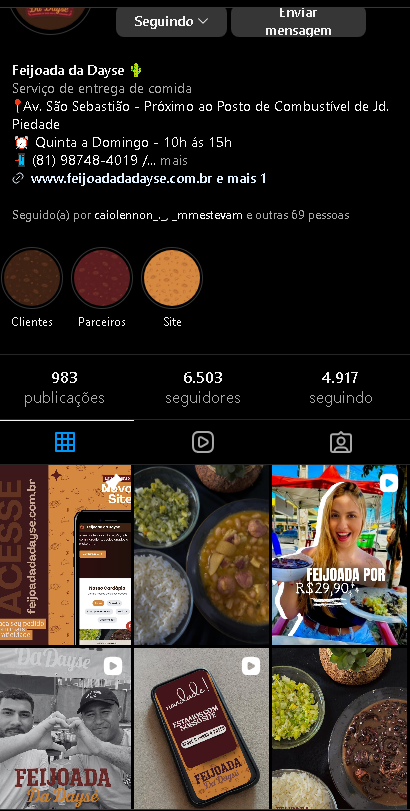 Da Dayse
Seguindo
Enviar
mensagem
Feijoada da Dayse
Serviço de entrega de comida
Av. São Sebastião - Próximo ao Posto de Combustível de Jd.
Piedade
Quinta a Domingo - 10h ás 15h
(81) 98748-4019 /... mais
www.feijoadadadayse.com.br e mais 1
Seguido(a) por caiolennon_._, _mmestevam e outras 69 pessoas
Clientes
Parceiros
Site
983
publicações
6.503
seguidores
4.917
seguindo
feijoadadadayse.com.br
Novo
Site
Feijoada da Dayse
Nosso Cardápio
FEIJOADA POR
R$29,90*
Da Dayse
FEIJOADA
Da Dayse
novidade!
ESTAMOS COM
NOSSO SITE
FEIJOADA
Da Dayse